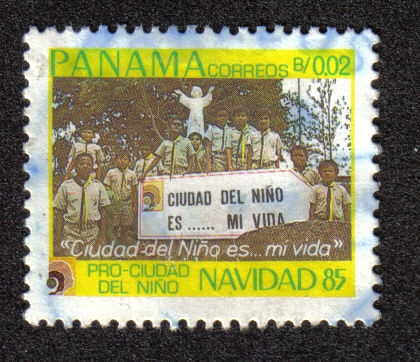 PANAMA CORREOS B/0.02
CIUDAD DEL NIÑO
ES ...... MI VIDA
"Ciudad del Niño es... mi vida"
PRO-CIUDAD
DEL NIÑO
NAVIDAD 85